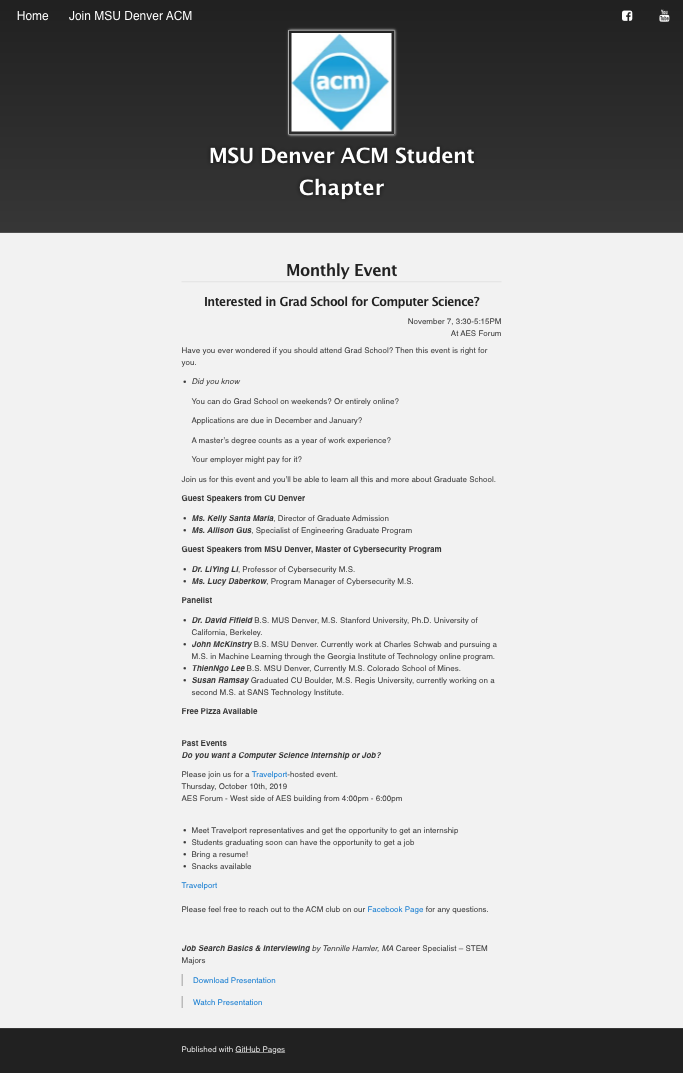 Home Join MSU Denver ACM
You Tube
acm
MSU Denver ACM Student
Chapter
Monthly Event
Interested in Grad School for Computer Science?
November 7, 3:30-5:15PM
At AES Forum
Have you ever wondered if you should attend Grad School? Then this event is right for
you.
• Did you know
You can do Grad School on weekends? Or entirely online?
Applications are due in December and January?
A master's degree counts as a year of work experience?
Your employer might pay for it?
Join us for this event and you'll be able to learn all this and more about Graduate School.
Guest Speakers from CU Denver
• Ms. Kelly Santa Maria, Director of Graduate Admission
• Ms. Allison Gus, Specialist of Engineering Graduate Program
Guest Speakers from MSU Denver, Master of Cybersecurity Program
• Dr. LiYing Li, Professor of Cybersecurity M.S.
• Ms. Lucy Daberkow, Program Manager of Cybersecurity M.S.
Panelist
• Dr. David Fifield B.S. MUS Denver, M.S. Stanford University, Ph.D. University of
California, Berkeley.
• John McKinstry B.S. MSU Denver. Currently work at Charles Schwab and pursuing a
M.S. in Machine Learning through the Georgia Institute of Technology online program.
• ThienNgo Lee B.S. MSU Denver, Currently M.S. Colorado School of Mines.
• Susan Ramsay Graduated CU Boulder, M.S. Regis University, currently working on a
second M.S. at SANS Technology Institute.
Free Pizza Available
Past Events
Do you want a Computer Science Internship or Job?
Please join us for a Travelport-hosted event.
Thursday, October 10th, 2019
AES Forum - West side of AES building from 4:00pm - 6:00pm
• Meet Travelport representatives and get the opportunity to get an internship
• Students graduating soon can have the opportunity to get a job
• Bring a resume!
• Snacks available
Travelport
Please feel free to reach out to the ACM club on our Facebook Page for any questions.
Job Search Basics & Interviewing by Tennille Hamler, MA Career Specialist – STEM
Majors
Download Presentation
Watch Presentation
Published with GitHub Pages